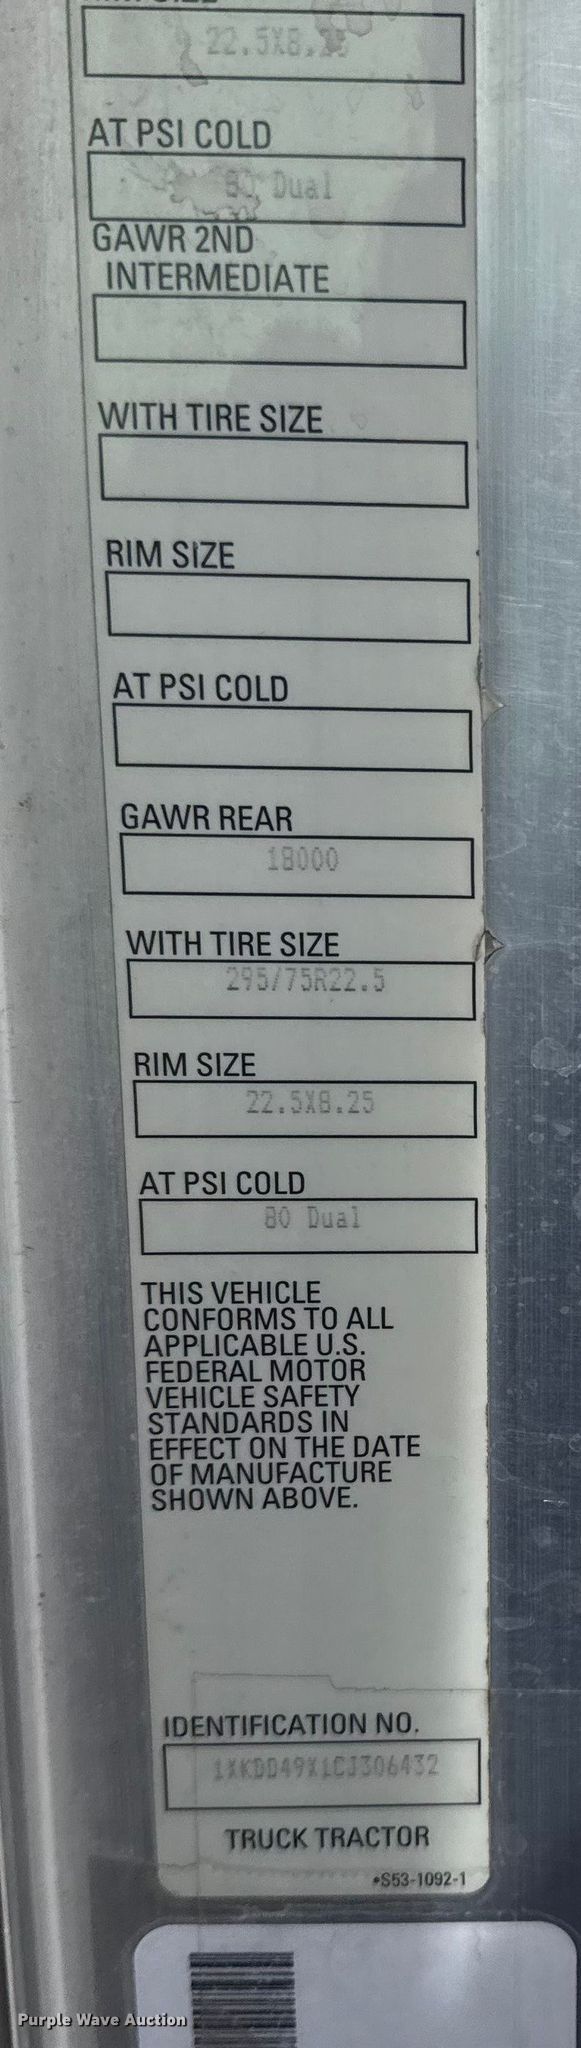 RIM SIZE
22.5X8.25
AT PSI COLD
80 Dual
GAWR 2ND
INTERMEDIATE
WITH TIRE SIZE
RIM SIZE
AT PSI COLD
GAWR REAR
18000
WITH TIRE SIZE
295/75R22.5
RIM SIZE
22.5X8.25
AT PSI COLD
80 Dual
THIS VEHICLE
CONFORMS TO ALL
APPLICABLE U.S.
FEDERAL MOTOR
VEHICLE SAFETY
STANDARDS IN
EFFECT ON THE DATE
OF MANUFACTURE
SHOWN ABOVE.
IDENTIFICATION NO.
1XKDD49X1CJ306432
TRUCK TRACTOR
•S53-1092-1
Purple Wave Auction